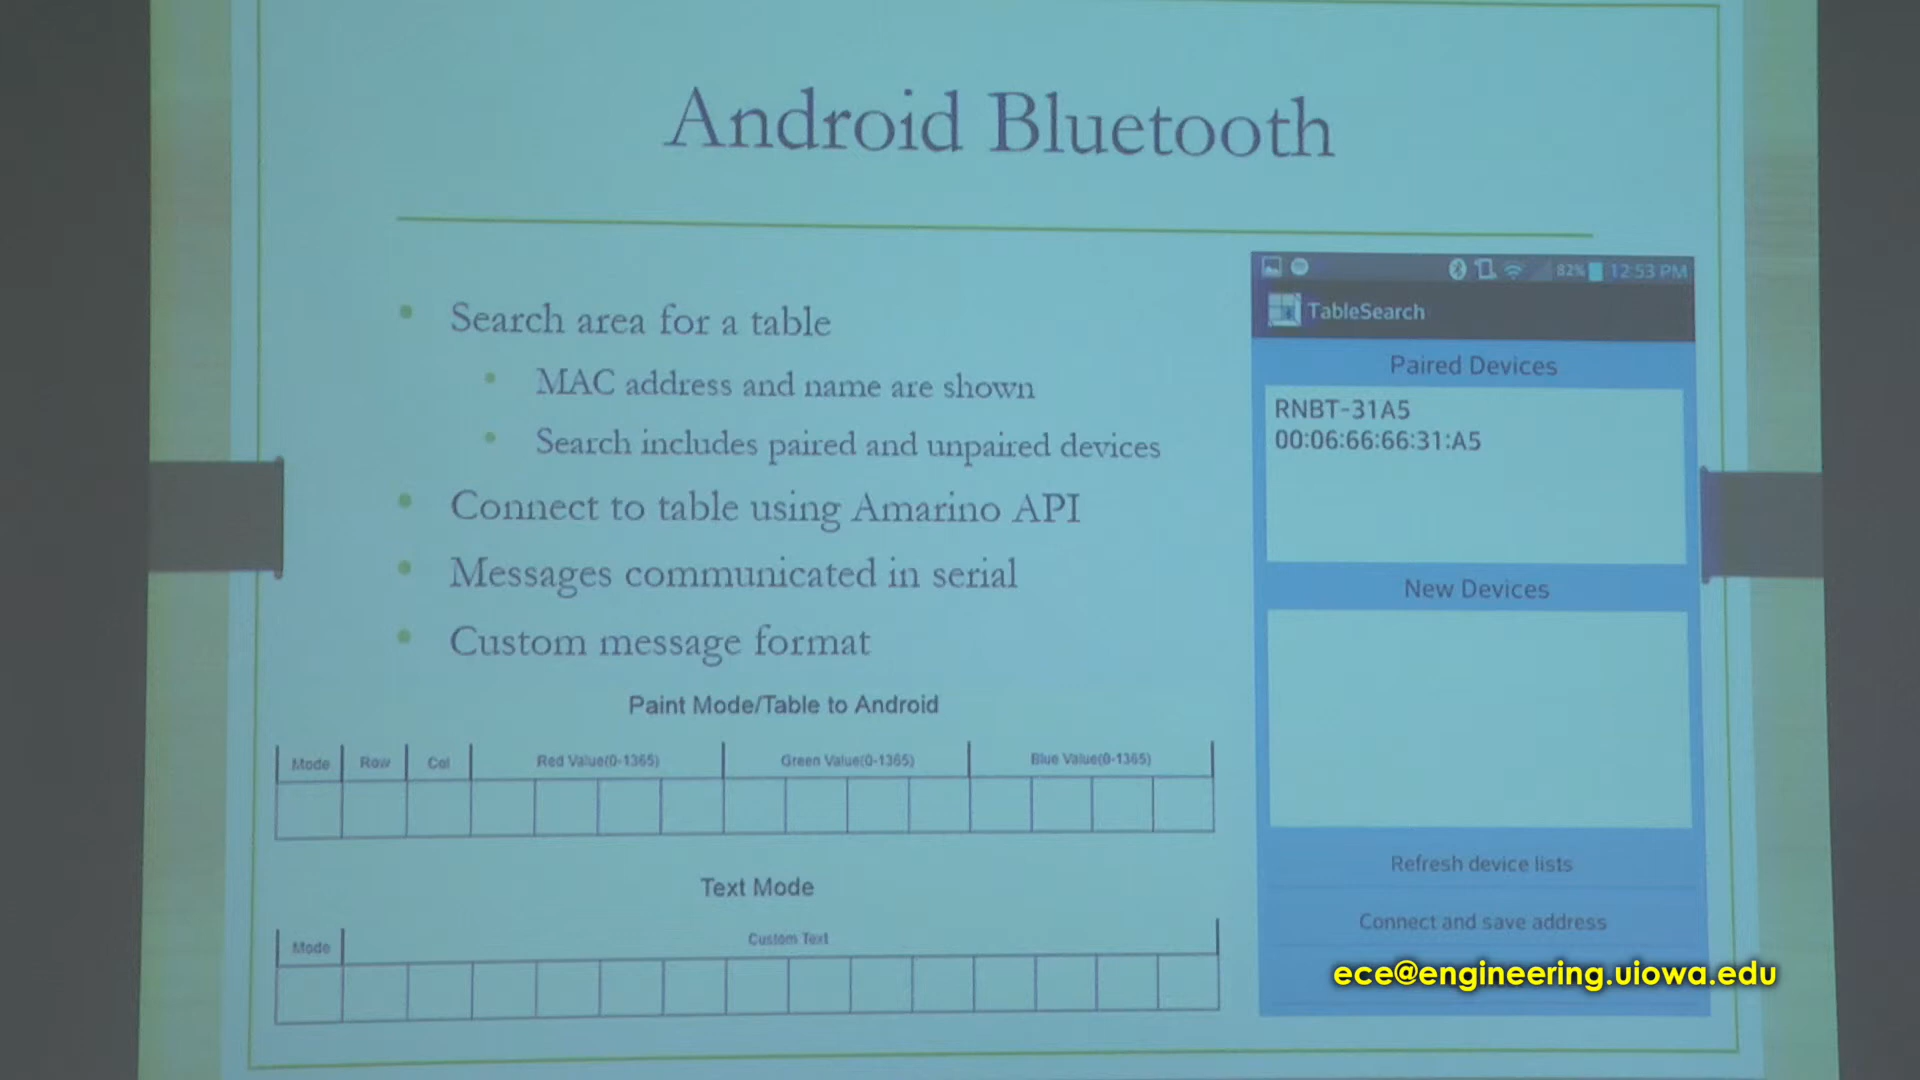 Android Bluetooth
Search area for a table
MAC address and name are shown
Search includes paired and unpaired devices
Connect to table using Amarino API
Messages communicated in serial
Custom message format
Paint Mode/Table to Android
Mode Row Col Red Value(0-1365) Green Value(0-1365) Blue Value(0-1365)
Text Mode
Mode Custom Text
82% 12:53 PM
TableSearch
Paired Devices
RNBT-31A5
00:06:66:66:31:A5
New Devices
Refresh device lists
Connect and save address
ece@engineering.uiowa.edu